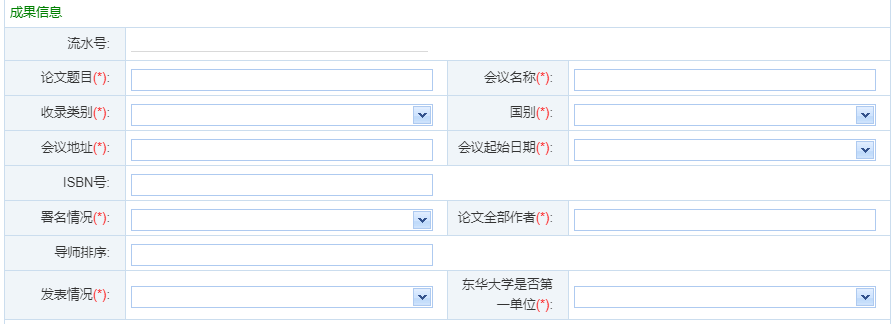 成果信息
流水号:
论文题目(*): 会议名称(*):
收录类别(*): 国别(*):
会议地址(*): 会议起始日期(*):
ISBN号:
署名情况(*): 论文全部作者(*):
导师排序:
发表情况(*): 东华大学是否第
一单位(*):